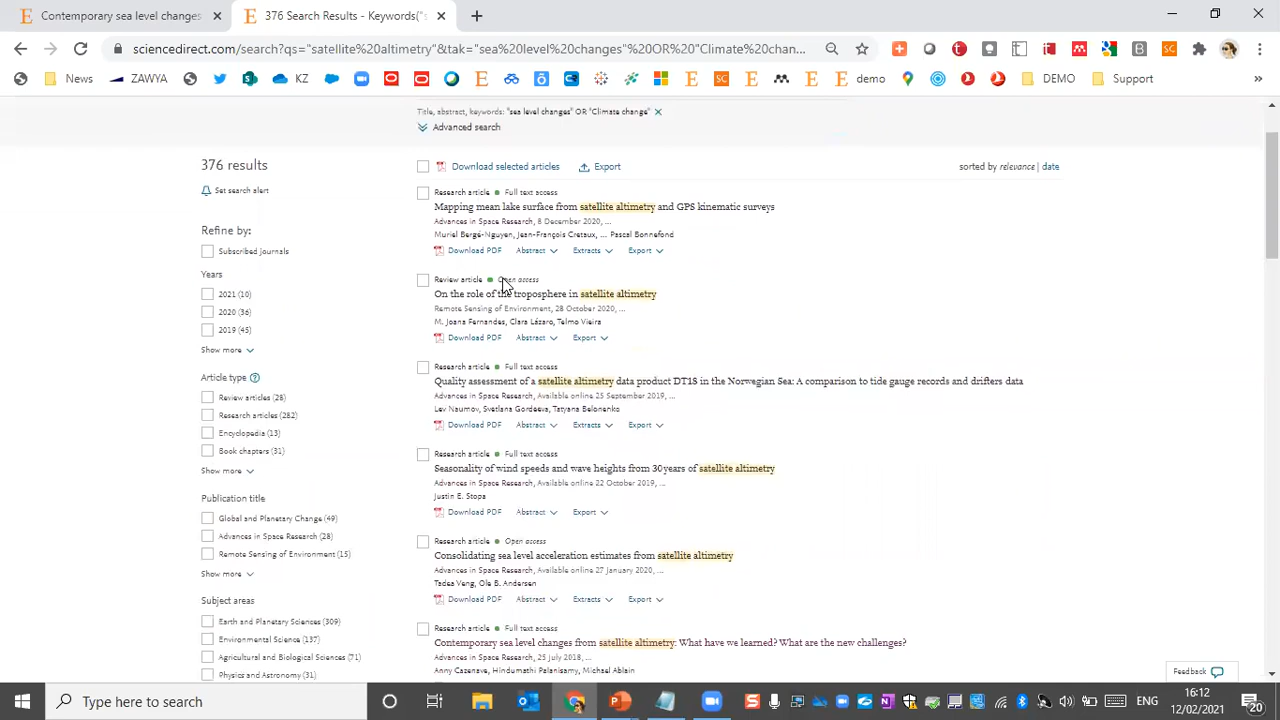 Contemporary sea level changes
376 Search Results - Keywords("s
sciencedirect.com/search?qs="satellite%20altimetry"&tak="sea%20level%20changes"%20OR%20"Climate%20chan...
News
ZAWYA
KZ
demo
DEMO
Support
Title, abstract, keywords: "sea level changes" OR "Climate change"
Advanced search
376 results
Set search alert
Refine by:
Subscribed journals
Years
2021 (10)
2020 (36)
2019 (45)
Show more
Article type
Review articles (28)
Research articles (282)
Encyclopedia (13)
Book chapters (31)
Show more
Publication title
Global and Planetary Change (49)
Advances in Space Research (28)
Remote Sensing of Environment (15)
Show more
Subject areas
Earth and Planetary Sciences (309)
Environmental Science (137)
Agricultural and Biological Sciences (71)
Physics and Astronomy (31)
Download selected articles Export
sorted by relevance | date
Research article Full text access
Mapping mean lake surface from satellite altimetry and GPS kinematic surveys
Advances in Space Research, 8 December 2020, ...
Muriel Bergé-Nguyen, Jean-François Cretaux, ... Pascal Bonnefond
Download PDF Abstract Extracts Export
Review article Open access
On the role of the troposphere in satellite altimetry
Remote Sensing of Environment, 28 October 2020, ...
M. Joana Fernandes, Clara Lázaro, Telmo Vieira
Download PDF Abstract Export
Research article Full text access
Quality assessment of a satellite altimetry data product DT18 in the Norwegian Sea: A comparison to tide gauge records and drifters data
Advances in Space Research, Available online 25 September 2019, ...
Lev Naumov, Svetlana Gordeeva, Tatyana Belonenko
Download PDF Abstract Extracts Export
Research article Full text access
Seasonality of wind speeds and wave heights from 30 years of satellite altimetry
Advances in Space Research, Available online 22 October 2019, ...
Justin E. Stopa
Download PDF Abstract Export
Research article Open access
Consolidating sea level acceleration estimates from satellite altimetry
Advances in Space Research, Available online 27 January 2020, ...
Tadea Veng, Ole B. Andersen
Download PDF Abstract Extracts Export
Research article Full text access
Contemporary sea level changes from satellite altimetry: What have we learned? What are the new challenges?
Advances in Space Research, 25 July 2018, ...
Anny Cazenave, Hindumathi Palanisamy, Michael Ablain
Feedback
Type here to search
ENG
16:12
12/02/2021
20